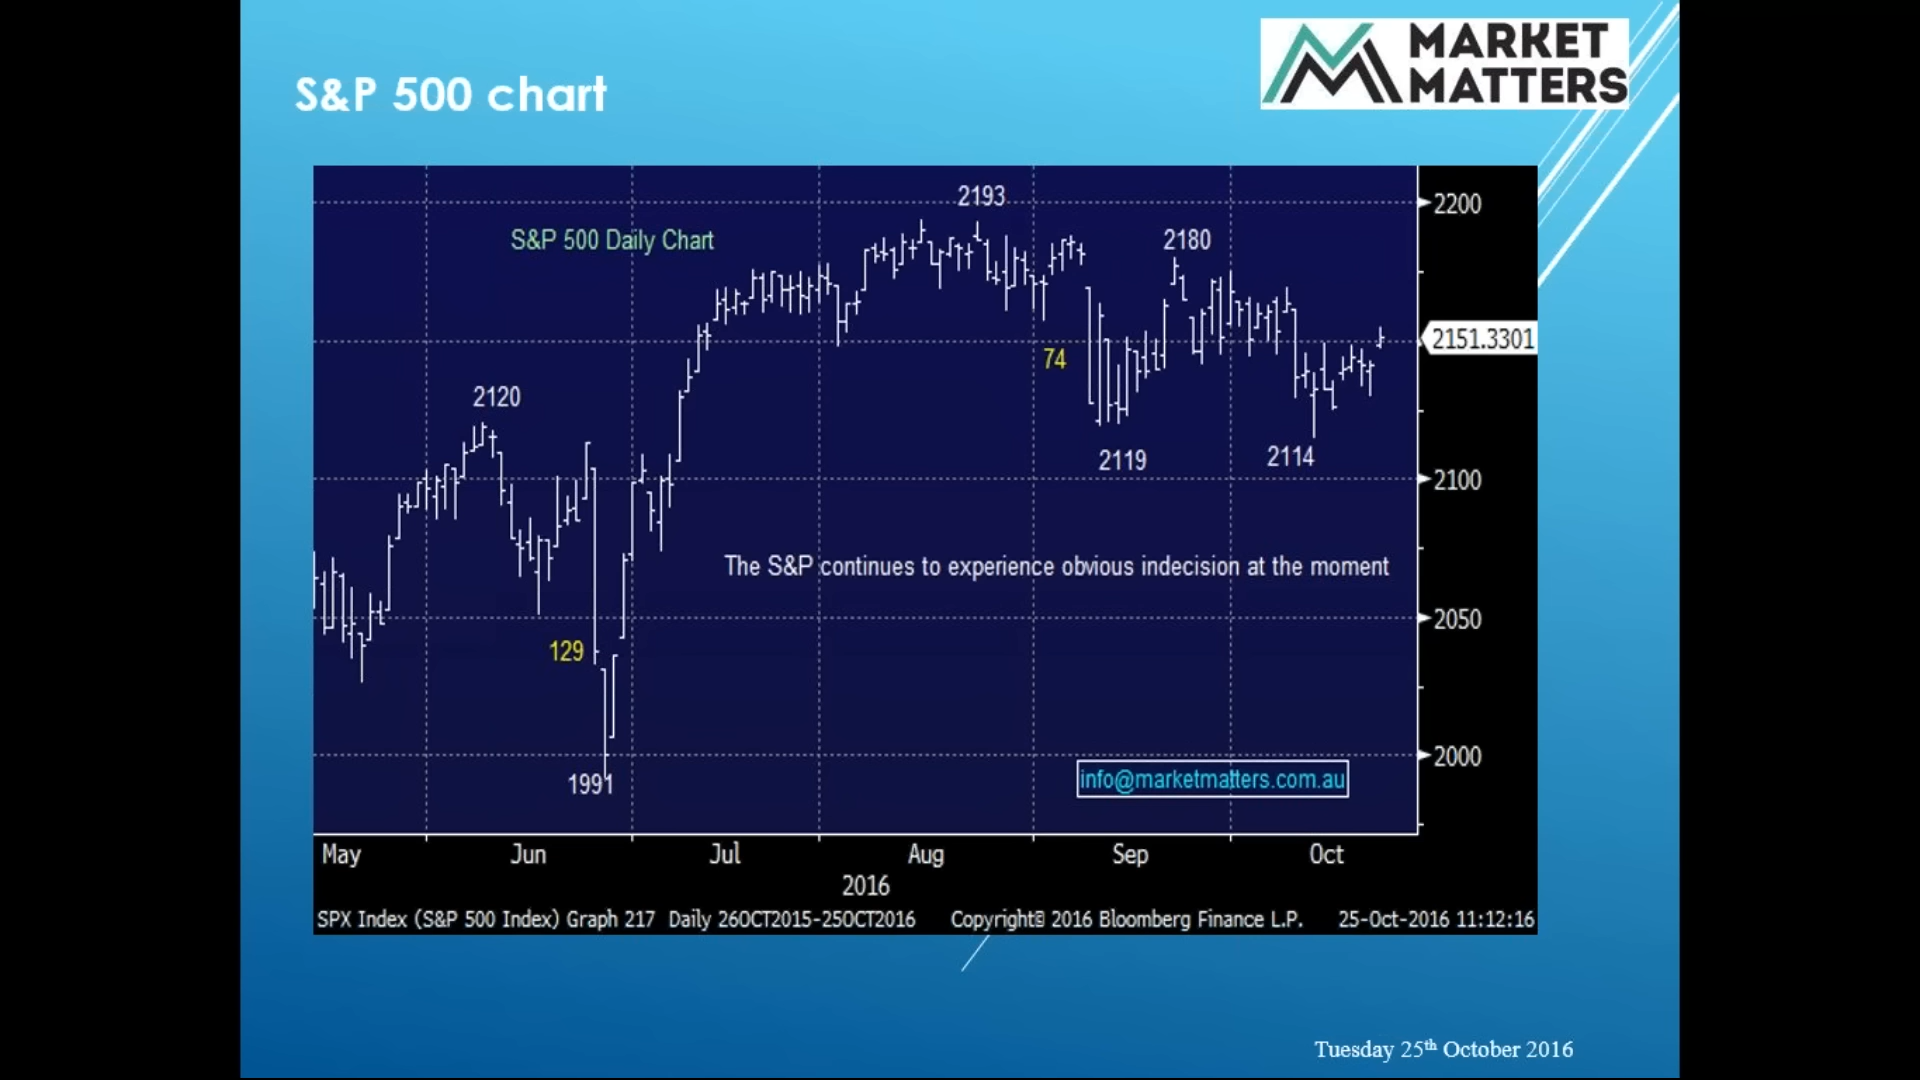 S&P 500 chart
MARKET
MATTERS
2193
2200
S&P 500 Daily Chart
2180
2151.3301
74
2120
2119
2114
2100
The S&P continues to experience obvious indecision at the moment
2050
129
2000
1991
info@marketmatters.com.au
May Jun Jul Aug Sep Oct
2016
SPX Index (S&P 500 Index) Graph 217 Daily 26OCT2015-25OCT2016 Copyright© 2016 Bloomberg Finance L.P. 25-Oct-2016 11:12:16
Tuesday 25th October 2016